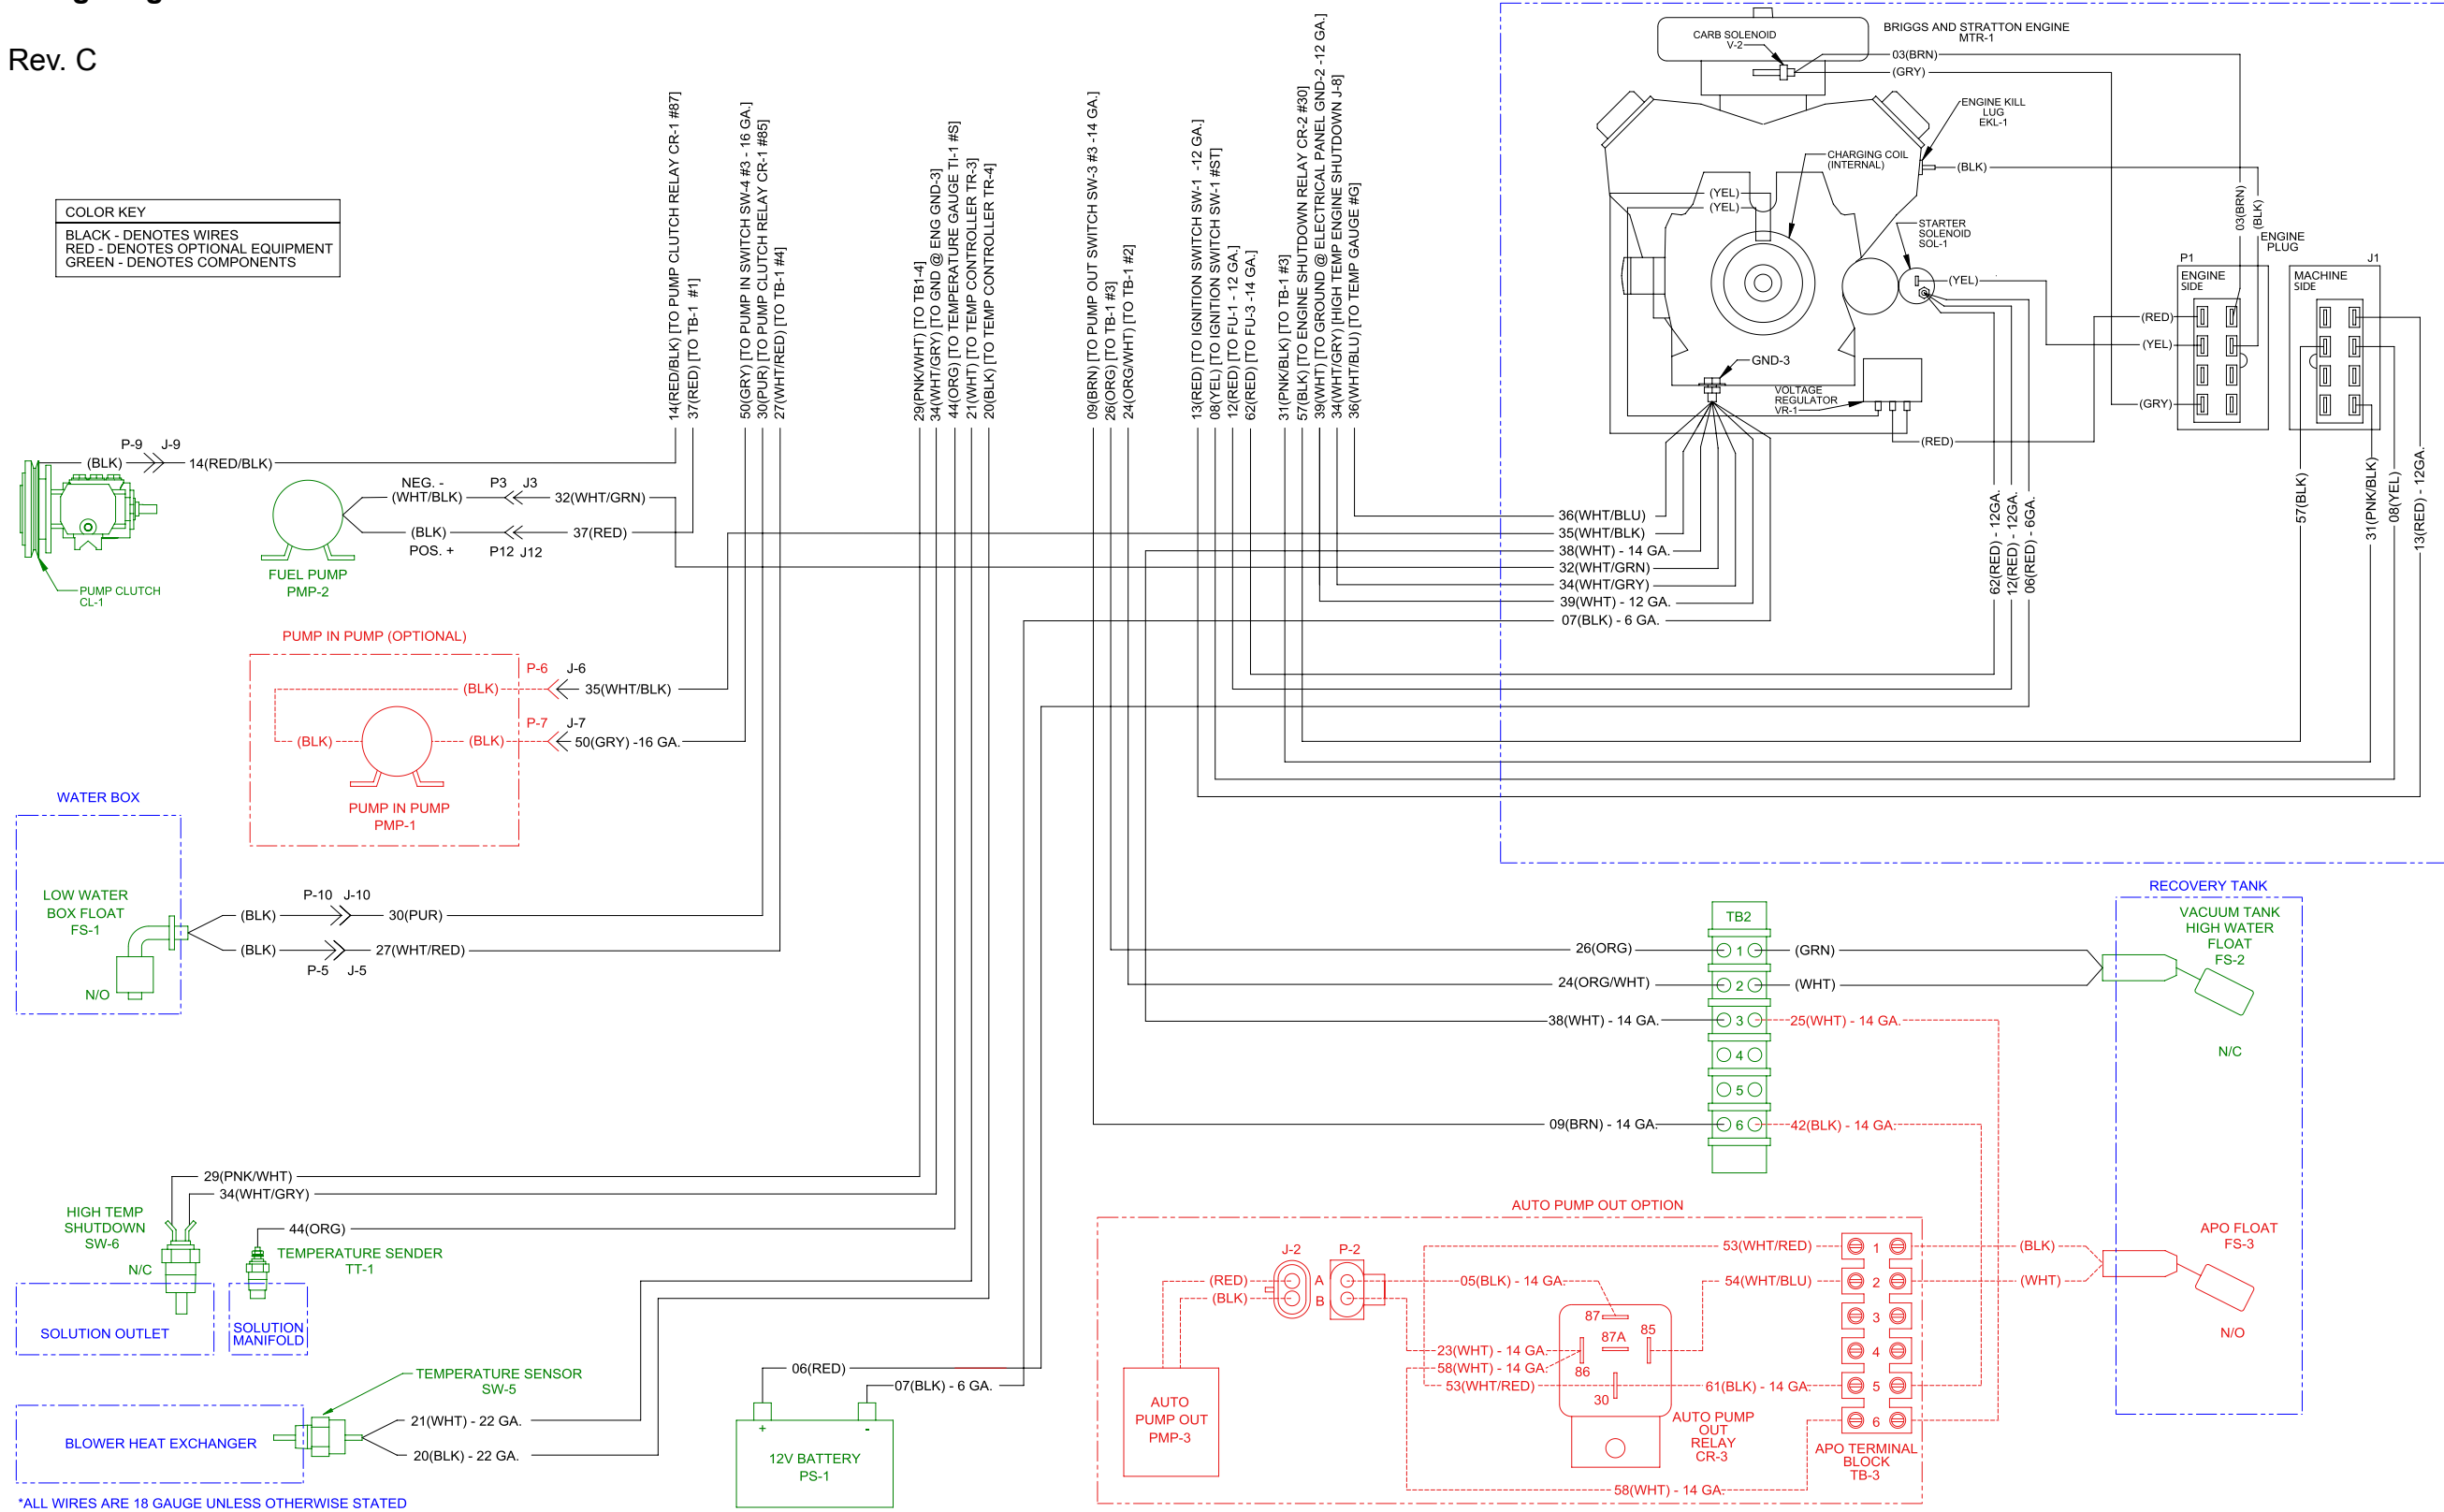 Rev. C
COLOR KEY
BLACK - DENOTES WIRES
RED - DENOTES OPTIONAL EQUIPMENT
GREEN - DENOTES COMPONENTS
14(RED/BLK) [TO PUMP CLUTCH RELAY CR-1 #87]
37(RED) [TO TB-1 #1]
50(GRY) [TO PUMP IN SWITCH SW-4 #3 - 16 GA.]
30(PUR) [TO PUMP CLUTCH RELAY CR-1 #85]
27(WHT/RED) [TO TB-1 #4]
29(PNK/WHT) [TO TB1-4]
34(WHT/GRY) [TO GND @ ENG GND-3]
44(ORG) [TO TEMPERATURE GAUGE TI-1 #S]
21(WHT) [TO TEMP CONTROLLER TR-3]
20(BLK) [TO TEMP CONTROLLER TR-4]
09(BRN) [TO PUMP OUT SWITCH SW-3 #3 -14 GA.]
26(ORG) [TO TB-1 #3]
24(ORG/WHT) [TO TB-1 #2]
13(RED) [TO IGNITION SWITCH SW-1 -12 GA.]
08(YEL) [TO IGNITION SWITCH SW-1 #ST]
12(RED) [TO FU-1 - 12 GA.]
62(RED) [TO FU-3 -14 GA.]
31(PNK/BLK) [TO TB-1 #3]
57(BLK) [TO ENGINE SHUTDOWN RELAY CR-2 #30]
39(WHT) [TO GROUND @ ELECTRICAL PANEL GND-2 -12 GA.]
34(WHT/GRY) [HIGH TEMP ENGINE SHUTDOWN J-8]
36(WHT/BLU) [TO TEMP GAUGE #G]
CARB SOLENOID
V-2
BRIGGS AND STRATTON ENGINE
MTR-1
03(BRN)
(GRY)
ENGINE KILL
LUG
EKL-1
CHARGING COIL
(INTERNAL)
(BLK)
(YEL)
(YEL)
STARTER
SOLENOID
SOL-1
(YEL)
03(BRN)
(BLK)
ENGINE
PLUG
P1
ENGINE
SIDE
J1
MACHINE
SIDE
(RED)
(YEL)
(GRY)
GND-3
VOLTAGE
REGULATOR
VR-1
(RED)
62(RED) - 12GA.
12(RED) - 12GA.
06(RED) - 6GA.
57(BLK)
31(PNK/BLK)
08(YEL)
13(RED) - 12GA.
36(WHT/BLU)
35(WHT/BLK)
38(WHT) - 14 GA.
32(WHT/GRN)
34(WHT/GRY)
39(WHT) - 12 GA.
07(BLK) - 6 GA.
P-9 J-9
(BLK)
14(RED/BLK)
PUMP CLUTCH
CL-1
NEG. -
(WHT/BLK)
P3 J3
32(WHT/GRN)
(BLK)
POS. +
P12 J12
37(RED)
FUEL PUMP
PMP-2
PUMP IN PUMP (OPTIONAL)
P-6 J-6
(BLK)
35(WHT/BLK)
P-7 J-7
(BLK)
(BLK)
50(GRY) -16 GA.
PUMP IN PUMP
PMP-1
WATER BOX
LOW WATER
BOX FLOAT
FS-1
N/O
P-10 J-10
(BLK)
30(PUR)
(BLK)
27(WHT/RED)
P-5 J-5
29(PNK/WHT)
34(WHT/GRY)
HIGH TEMP
SHUTDOWN
SW-6
N/C
44(ORG)
TEMPERATURE SENDER
TT-1
SOLUTION OUTLET
SOLUTION
MANIFOLD
TEMPERATURE SENSOR
SW-5
21(WHT) - 22 GA.
20(BLK) - 22 GA.
BLOWER HEAT EXCHANGER
*ALL WIRES ARE 18 GAUGE UNLESS OTHERWISE STATED
06(RED)
07(BLK) - 6 GA.
+ -
12V BATTERY
PS-1
TB2
26(ORG) 1 (GRN)
24(ORG/WHT) 2 (WHT)
38(WHT) - 14 GA. 3 25(WHT) - 14 GA.
4
5
09(BRN) - 14 GA. 6 42(BLK) - 14 GA.
RECOVERY TANK
VACUUM TANK
HIGH WATER
FLOAT
FS-2
N/C
APO FLOAT
FS-3
N/O
AUTO PUMP OUT OPTION
J-2 P-2
(RED) A
(BLK) B
05(BLK) - 14 GA.
53(WHT/RED) 1 (BLK)
54(WHT/BLU) 2 (WHT)
3
4
5
6
87
87A
85
86
30
23(WHT) - 14 GA.
58(WHT) - 14 GA.
53(WHT/RED)
61(BLK) - 14 GA.
AUTO
PUMP OUT
PMP-3
AUTO PUMP
OUT
RELAY
CR-3
APO TERMINAL
BLOCK
TB-3
58(WHT) - 14 GA.